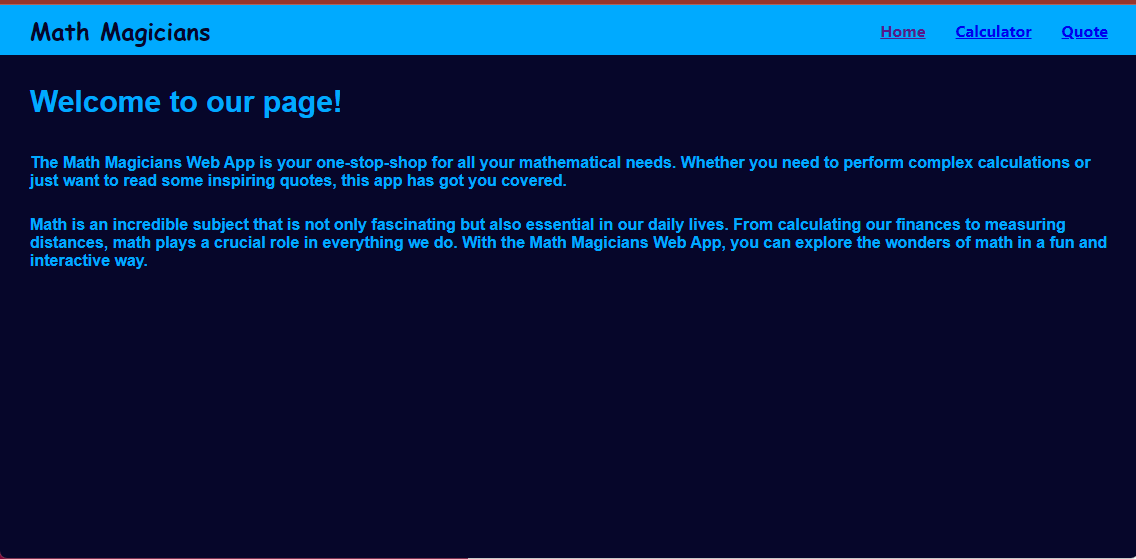 Math Magicians
Home Calculator Quote
Welcome to our page!
The Math Magicians Web App is your one-stop-shop for all your mathematical needs. Whether you need to perform complex calculations or
just want to read some inspiring quotes, this app has got you covered.
Math is an incredible subject that is not only fascinating but also essential in our daily lives. From calculating our finances to measuring
distances, math plays a crucial role in everything we do. With the Math Magicians Web App, you can explore the wonders of math in a fun and
interactive way.